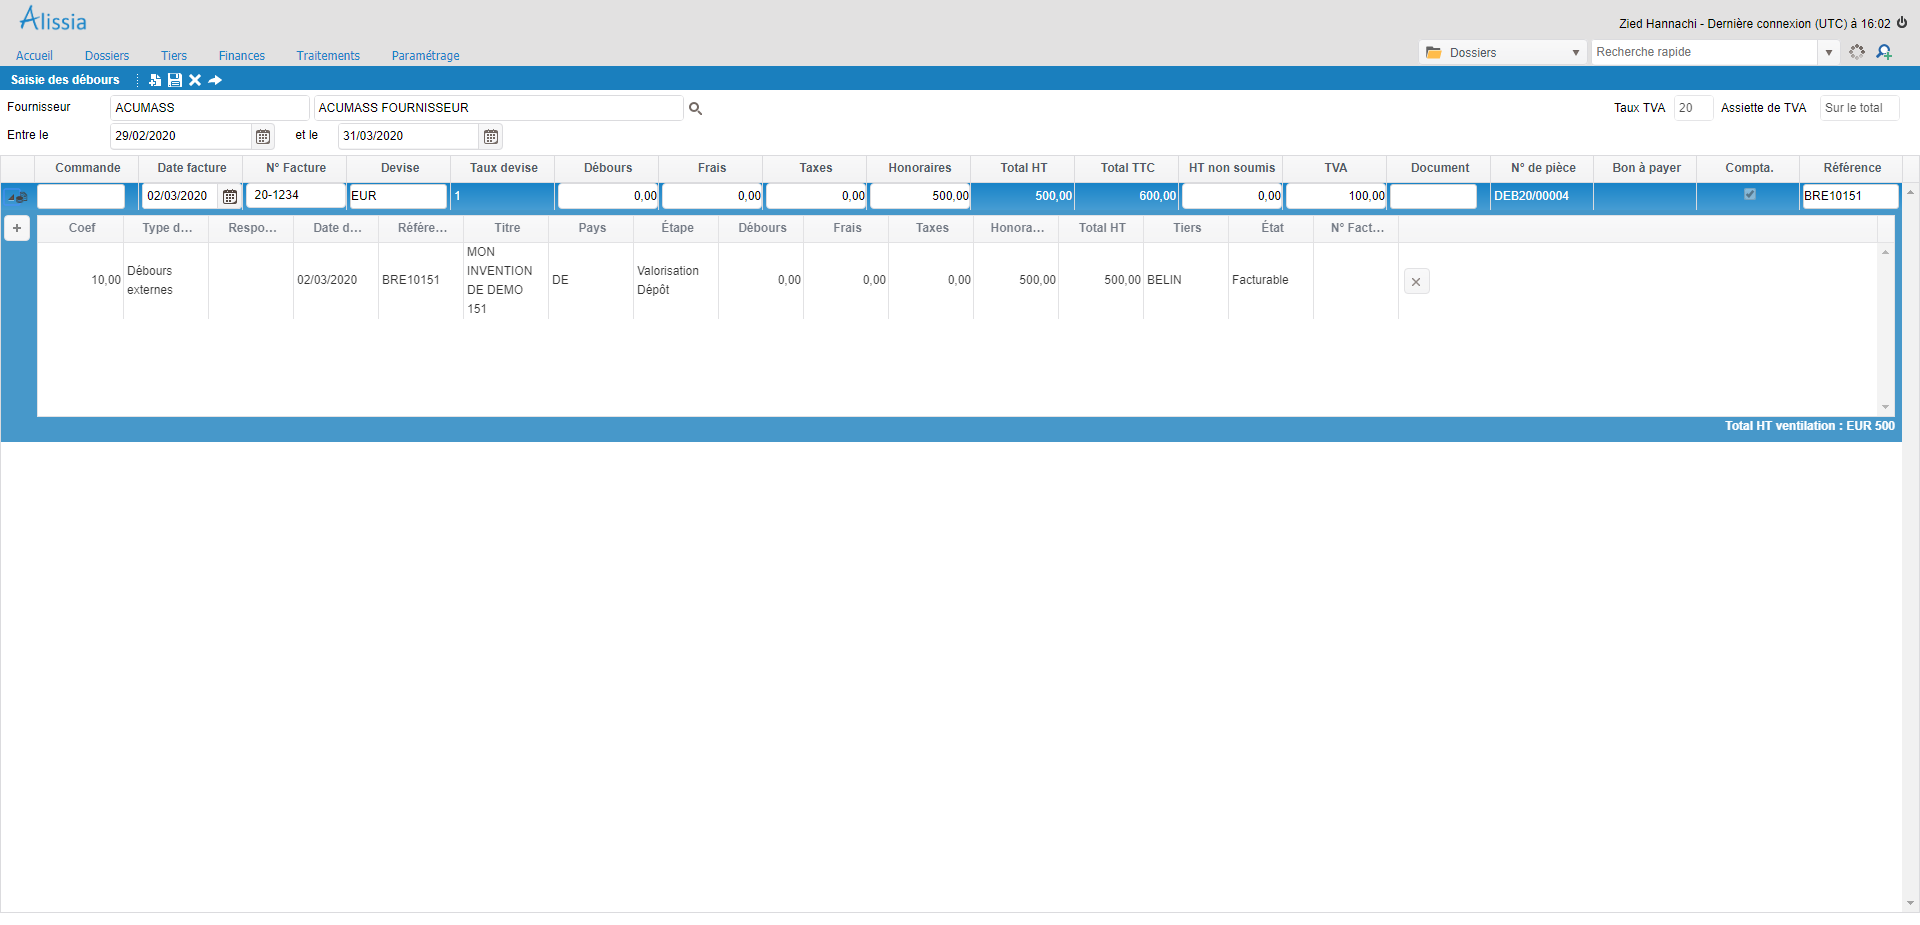 Alissia
Zied Hannachi - Dernière connexion (UTC) à 16:02
Accueil Dossiers Tiers Finances Traitements Paramétrage Dossiers Recherche rapide
Saisie des débours
Fournisseur ACUMASS ACUMASS FOURNISSEUR Taux TVA 20 Assiette de TVA Sur le total
Entre le 29/02/2020 et le 31/03/2020
Commande Date facture N° Facture Devise Taux devise Débours Frais Taxes Honoraires Total HT Total TTC HT non soumis TVA Document N° de pièce Bon à payer Compta. Référence
02/03/2020 20-1234 EUR 1 0,00 0,00 0,00 500,00 500,00 600,00 0,00 100,00 DEB20/00004 BRE10151
+ Coef Type d... Respo... Date d... Référe... Titre Pays Étape Débours Frais Taxes Honora... Total HT Tiers État N° Fact...
10,00 Débours externes 02/03/2020 BRE10151 MON INVENTION DE DEMO 151 DE Valorisation Dépôt 0,00 0,00 0,00 500,00 500,00 BELIN Facturable
Total HT ventilation : EUR 500